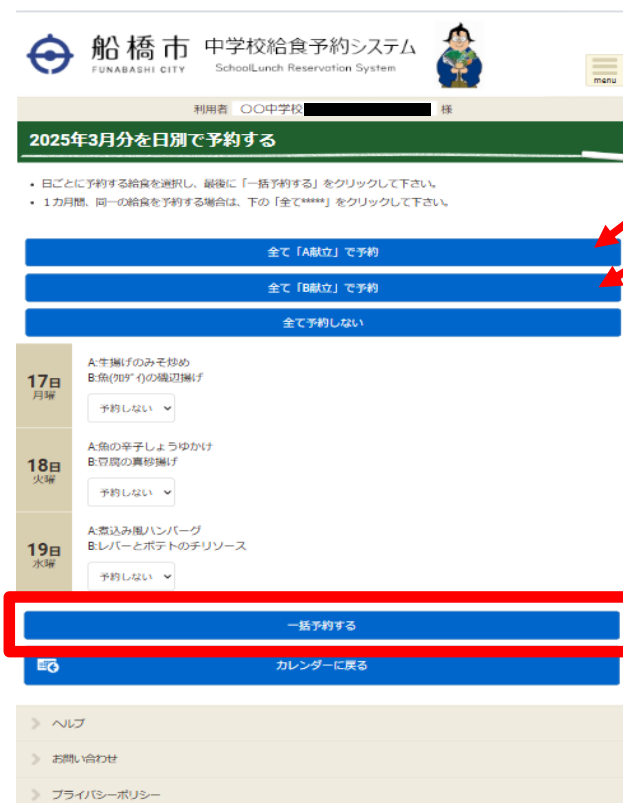 船橋市 中学校給食予約システム
FUNABASHI CITY SchoolLunch Reservation System
menu
利用者 〇〇中学校 様
2025年3月分を日別で予約する
・ 日ごとに予約する給食を選択し、最後に「一括予約する」をクリックして下さい。
・ 1カ月間、同一の給食を予約する場合は、下の「全て*****」をクリックして下さい。
全て「A献立」で予約
全て「B献立」で予約
全て予約しない
17日
月曜
A:生揚げのみそ炒め
B:魚(クロダイ)の磯辺揚げ
予約しない
18日
火曜
A:魚の辛子しょうゆかけ
B:豆腐の真砂揚げ
予約しない
19日
水曜
A:煮込み風ハンバーグ
B:レバーとポテトのチリソース
予約しない
一括予約する
カレンダーに戻る
ヘルプ
お問い合わせ
プライバシーポリシー